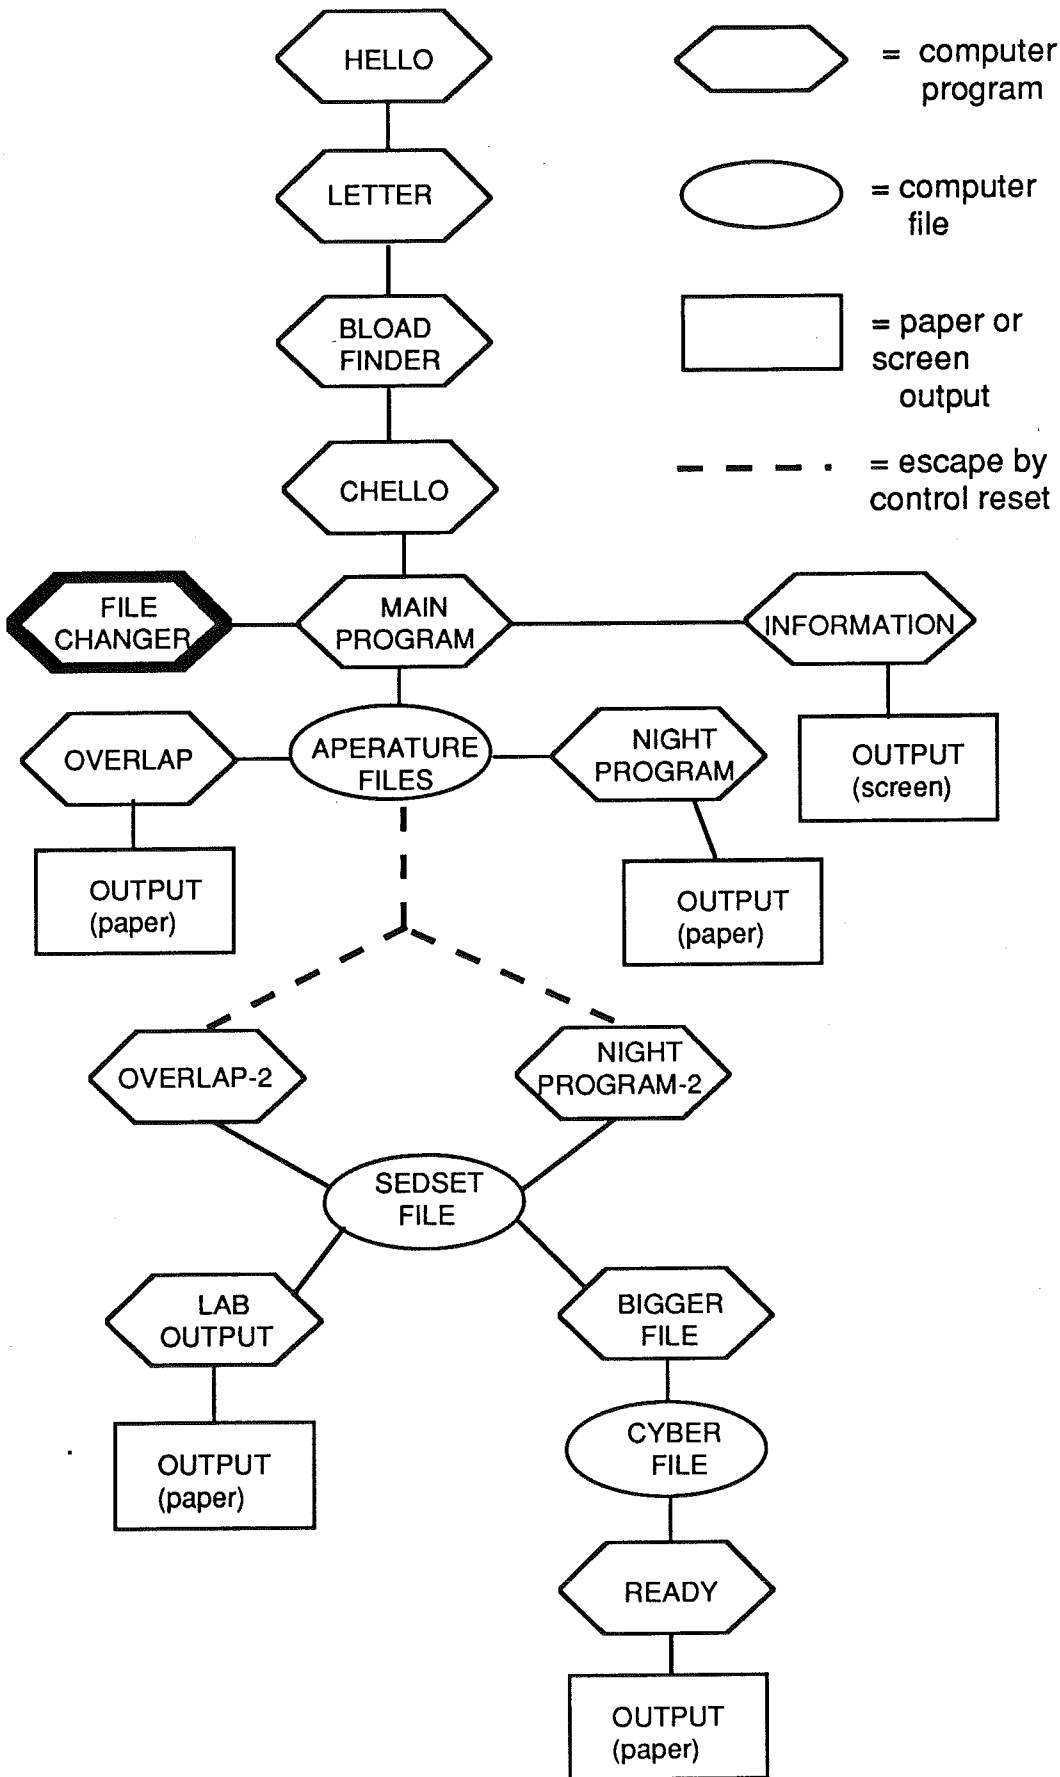 HELLO
= computer
program
LETTER
= computer
file
BLOAD
FINDER
= paper or
screen
output
CHELLO
= escape by
control reset
FILE
CHANGER
MAIN
PROGRAM
INFORMATION
OVERLAP
APERATURE
FILES
NIGHT
PROGRAM
OUTPUT
(screen)
OUTPUT
(paper)
OUTPUT
(paper)
OVERLAP-2
NIGHT
PROGRAM-2
SEDSET
FILE
LAB
OUTPUT
BIGGER
FILE
OUTPUT
(paper)
CYBER
FILE
READY
OUTPUT
(paper)